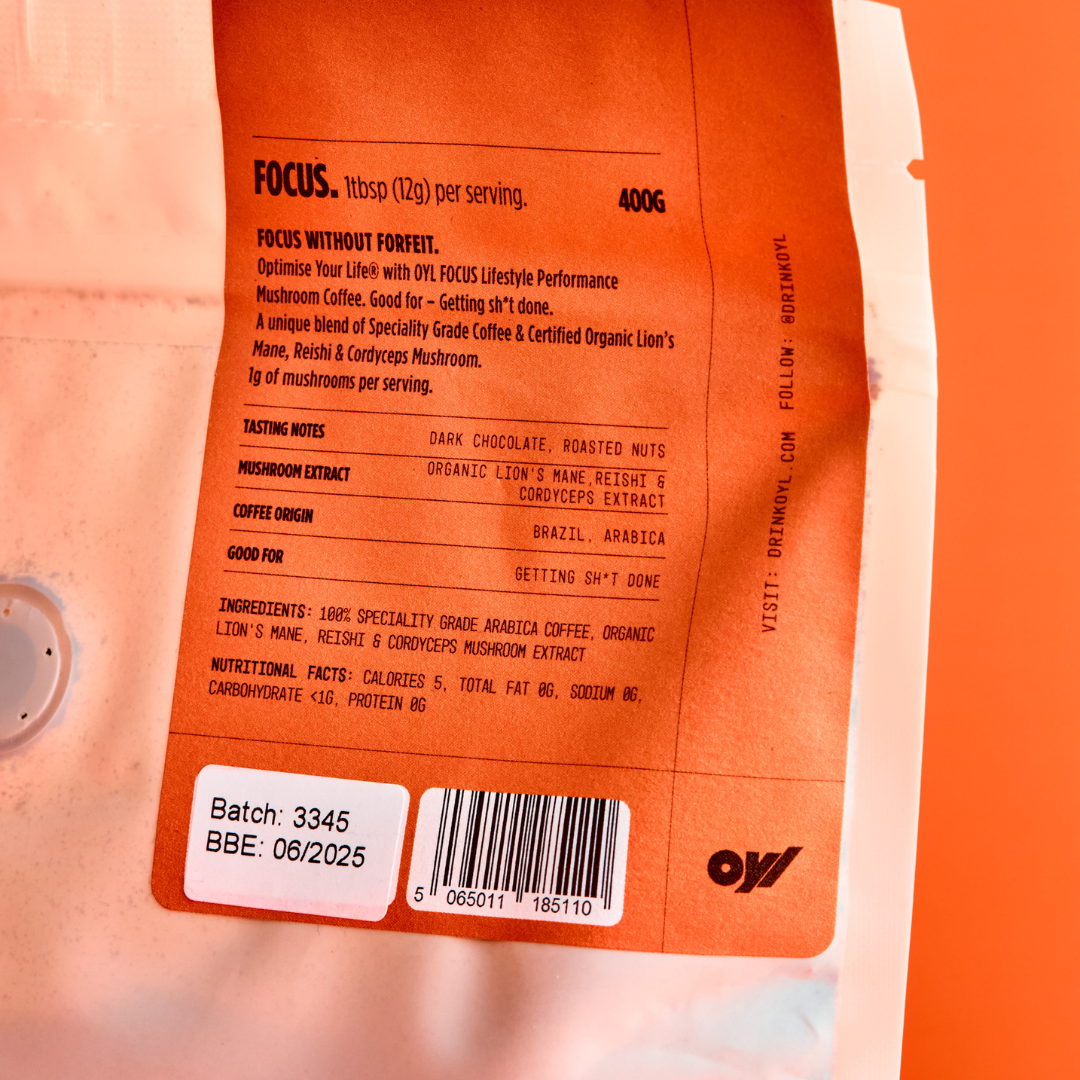 FOCUS. 1tbsp (12g) per serving. 400G
FOCUS WITHOUT FORFEIT.
Optimise Your Life® with OYL FOCUS Lifestyle Performance
Mushroom Coffee. Good for – Getting sh*t done.
A unique blend of Speciality Grade Coffee & Certified Organic Lion's
Mane, Reishi & Cordyceps Mushroom.
1g of mushrooms per serving.
TASTING NOTES DARK CHOCOLATE, ROASTED NUTS
MUSHROOM EXTRACT ORGANIC LION'S MANE,REISHI &
CORDYCEPS EXTRACT
COFFEE ORIGIN BRAZIL, ARABICA
GOOD FOR GETTING SH*T DONE
INGREDIENTS: 100% SPECIALITY GRADE ARABICA COFFEE, ORGANIC
LION'S MANE, REISHI & CORDYCEPS MUSHROOM EXTRACT
NUTRITIONAL FACTS: CALORIES 5, TOTAL FAT 0G, SODIUM 0G,
CARBOHYDRATE <1G, PROTEIN 0G
VISIT: DRINKOYL.COM FOLLOW: @DRINKOYL
Batch: 3345
BBE: 06/2025
5 065011 185110
oyl